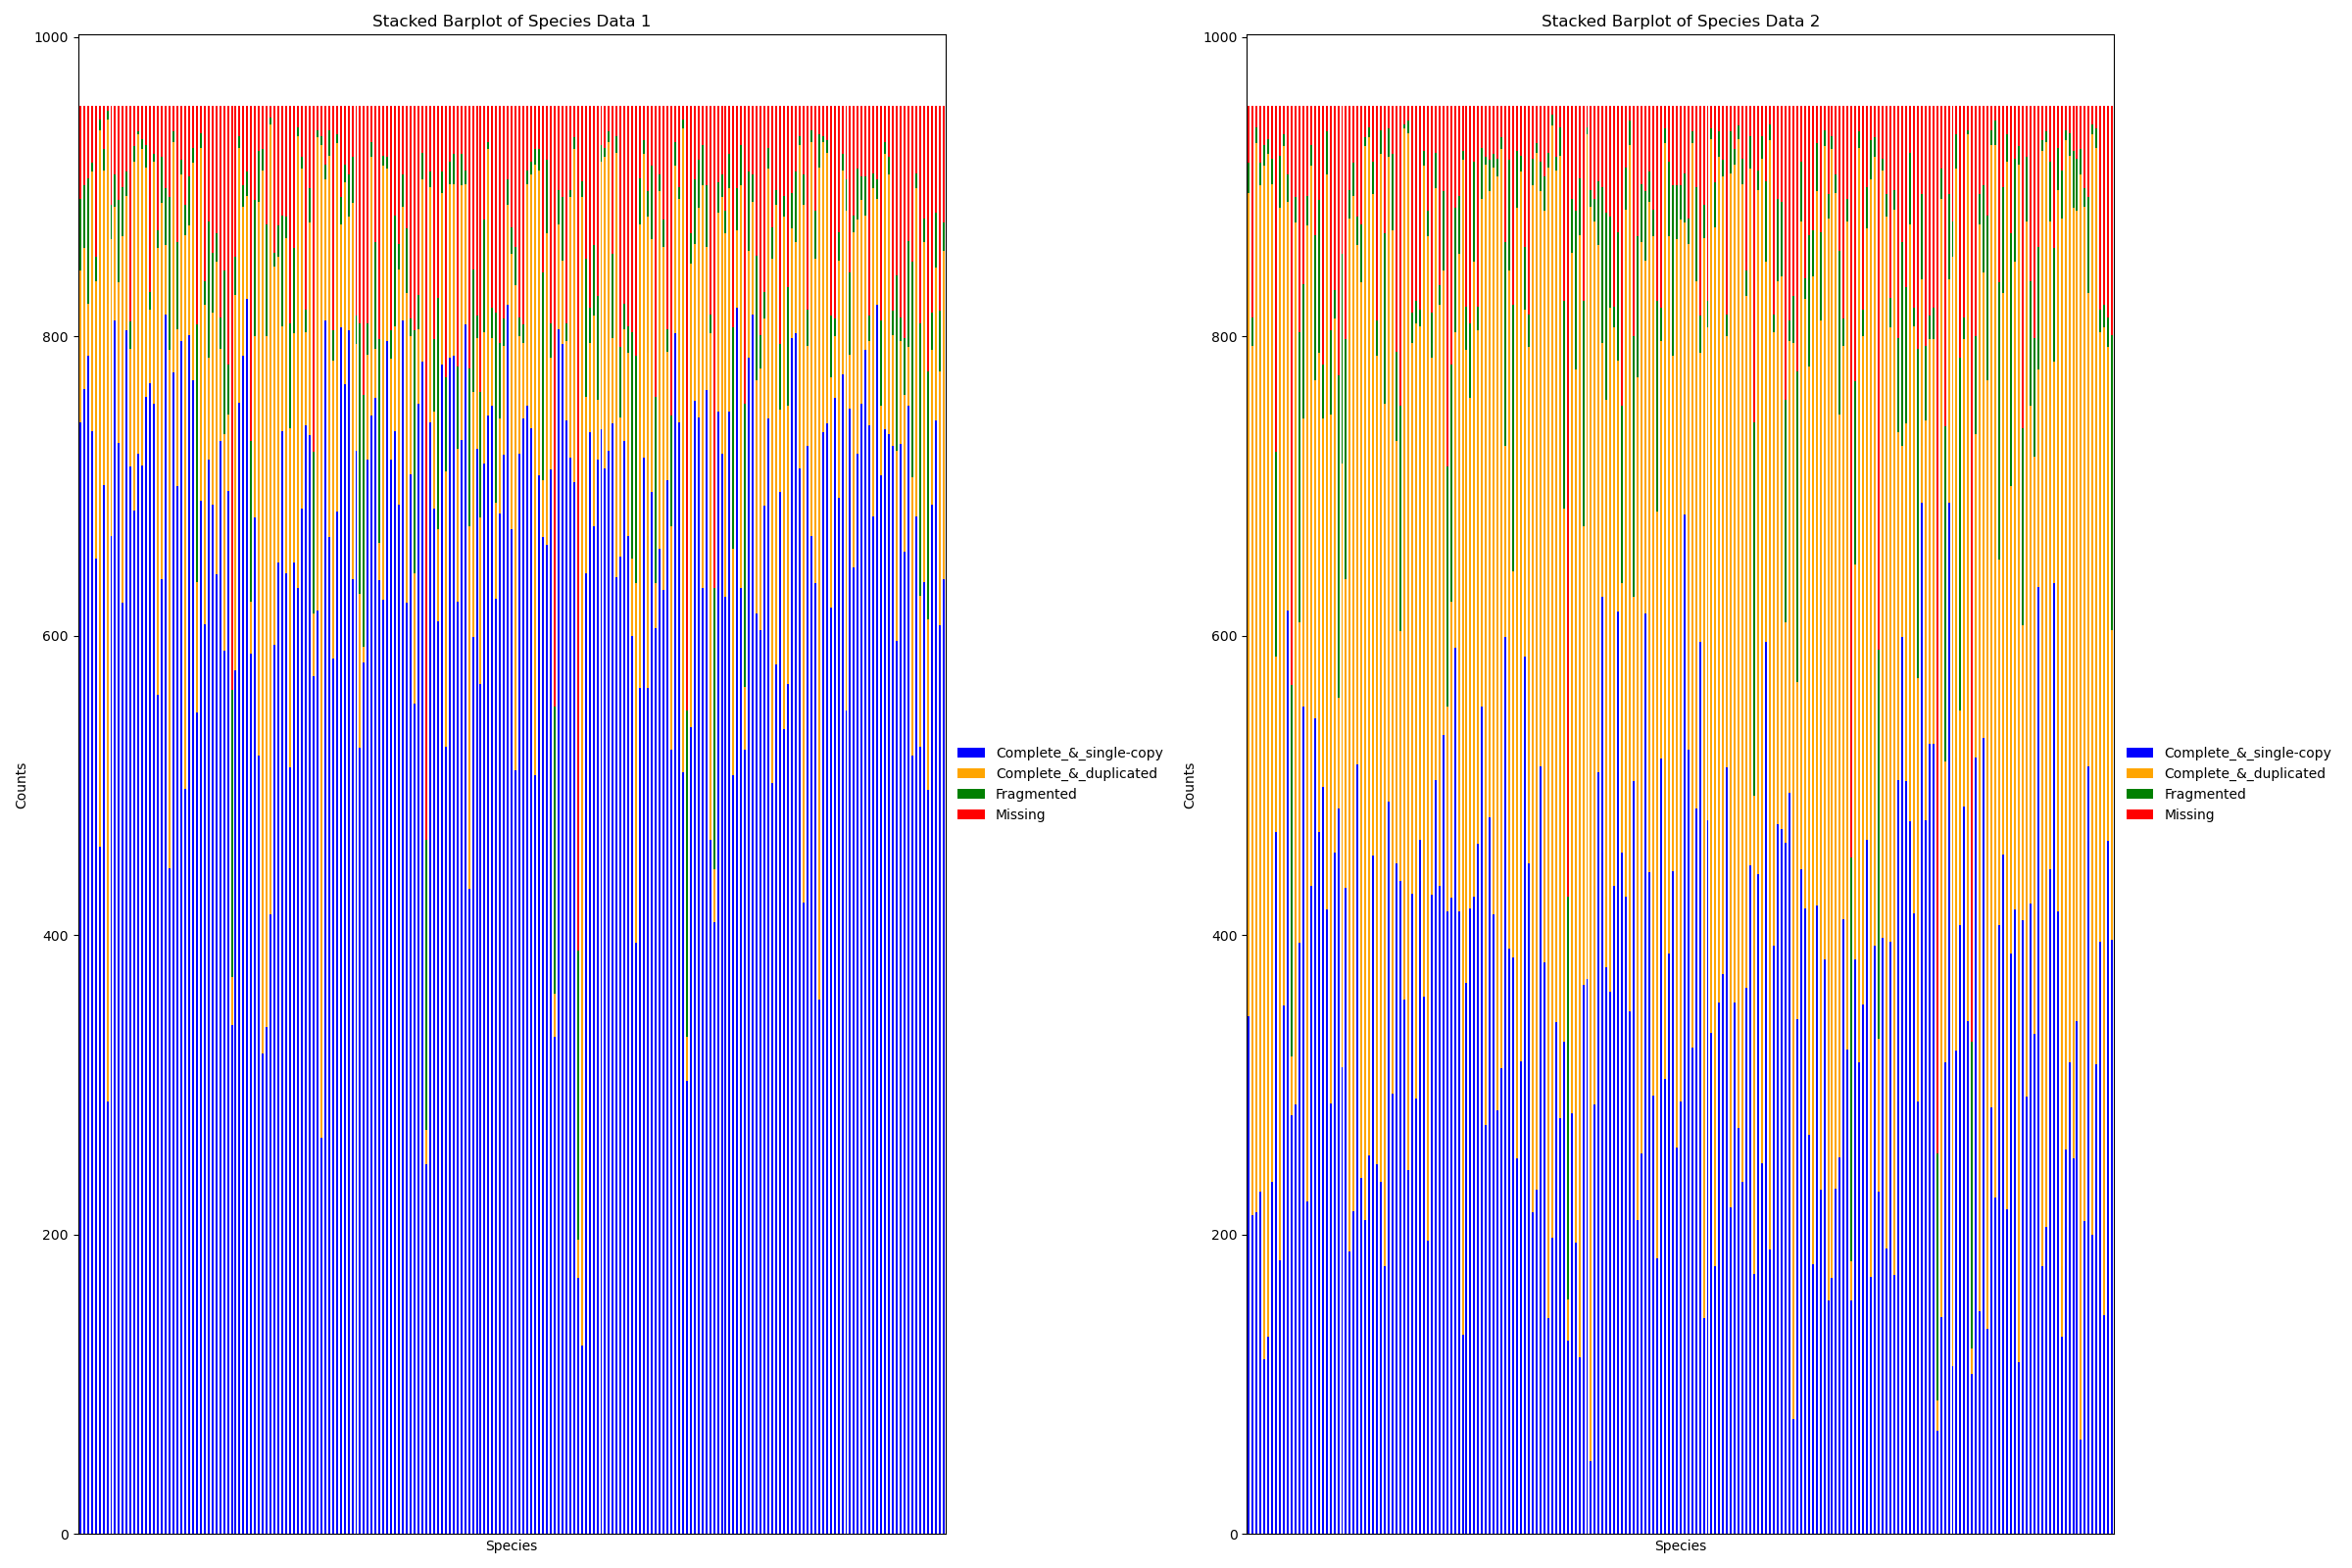 Stacked Barplot of Species Data 1
1000
800
600
400
200
0
Counts
Species
Complete_&_single-copy
Complete_&_duplicated
Fragmented
Missing
Stacked Barplot of Species Data 2
1000
800
600
400
200
0
Counts
Species
Complete_&_single-copy
Complete_&_duplicated
Fragmented
Missing